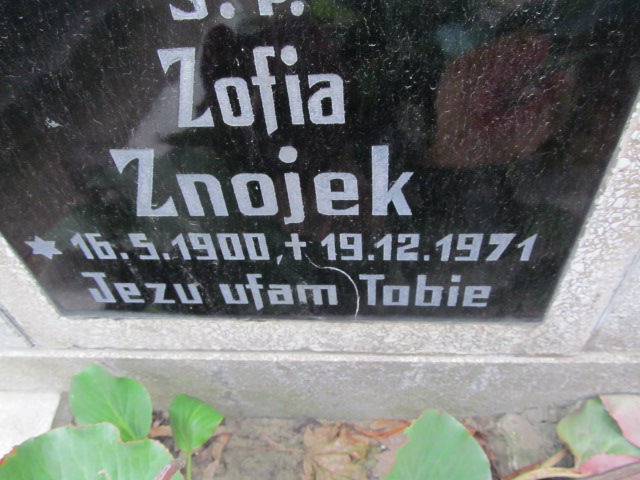 Ś. P.
Zofia
Znojek
* 16.5.1900, † 19.12.1971
Jezu ufam Tobie